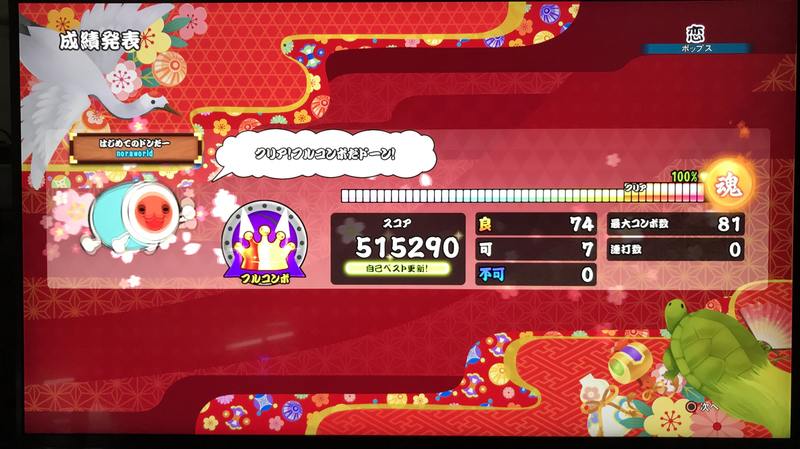 成績発表
恋
ポップス
はじめてのドンだー
noraworld
クリア!フルコンボだドーン!
100%
クリア
魂
フルコンボ
スコア
515290
自己ベスト更新!
良 74
可 7
不可 0
最大コンボ数 81
連打数 0
次へ